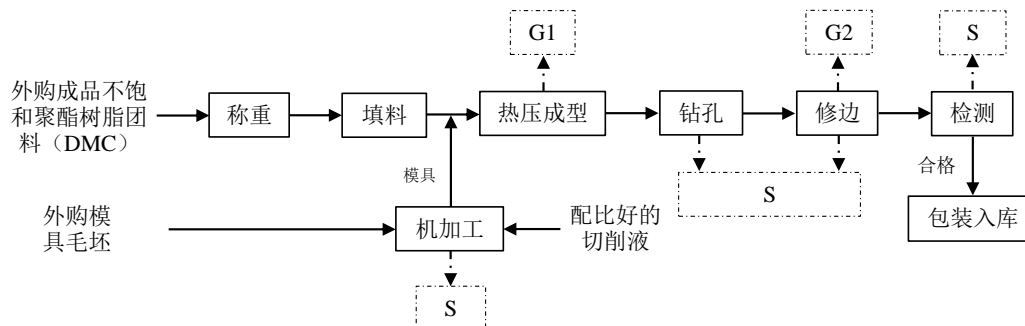 G1
G2
S
外购成品不饱
和聚酯树脂团
料（DMC）
称重
填料
热压成型
钻孔
修边
检测
模具
合格
S
外购模
具毛坯
机加工
配比好的
切削液
包装入库
S